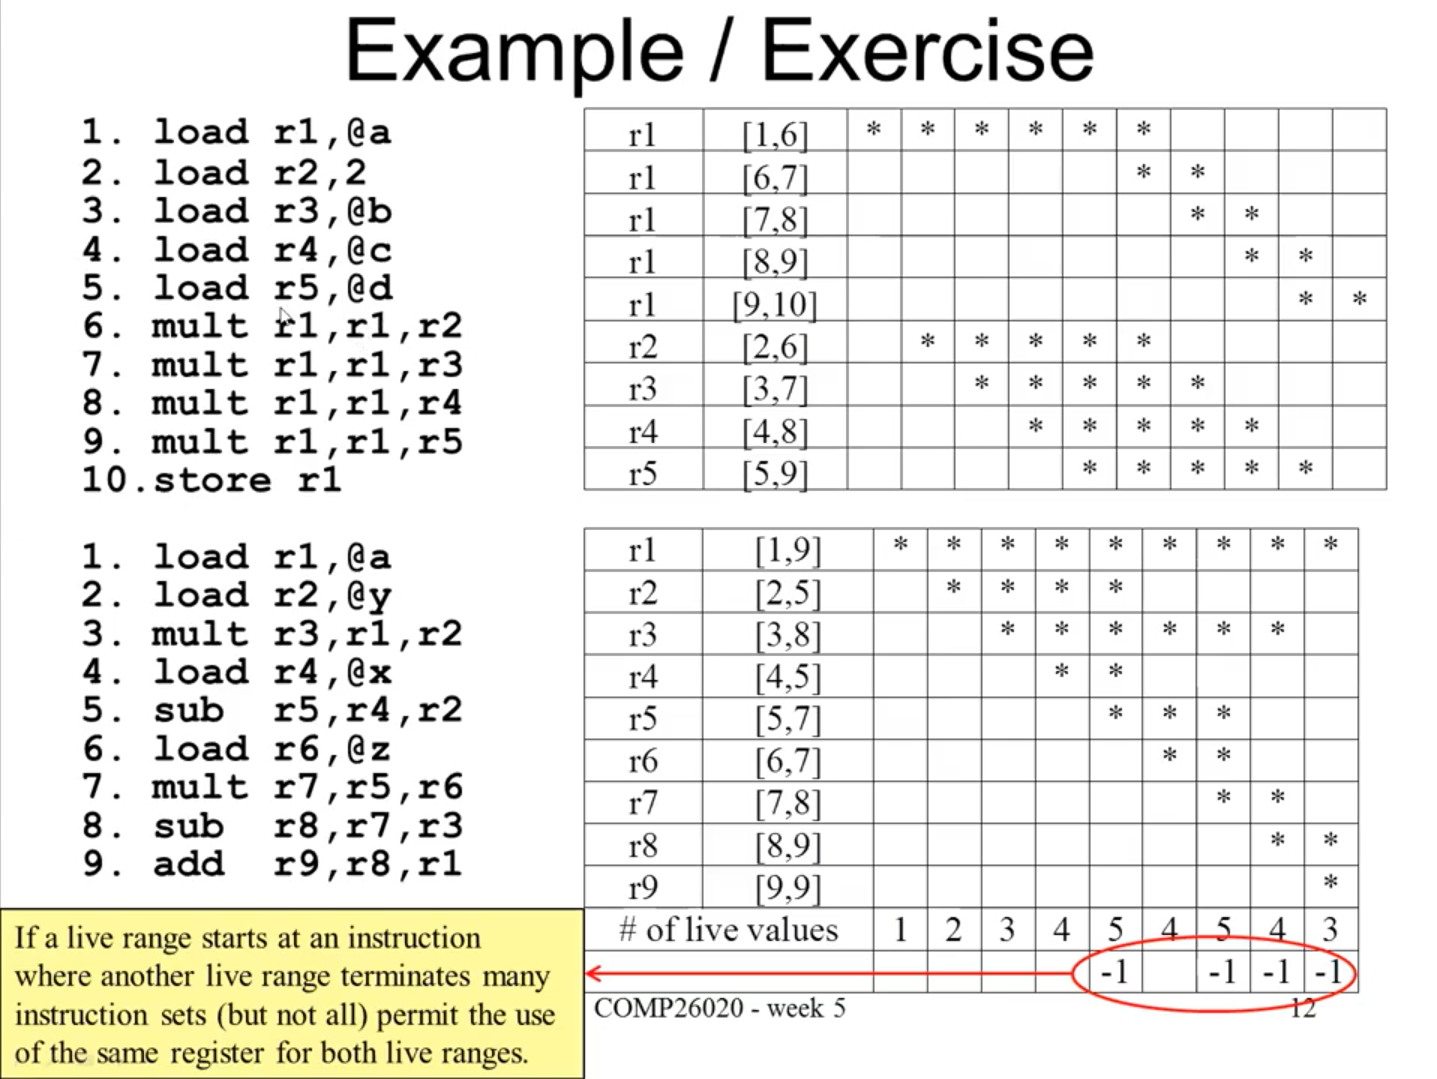 Example / Exercise
1. load r1,@a
2. load r2,2
3. load r3,@b
4. load r4,@c
5. load r5,@d
6. mult r1,r1,r2
7. mult r1,r1,r3
8. mult r1,r1,r4
9. mult r1,r1,r5
10.store r1
r1 [1,6] * * * * * *
r1 [6,7] * *
r1 [7,8] * *
r1 [8,9] * *
r1 [9,10] * *
r2 [2,6] * * * * *
r3 [3,7] * * * * *
r4 [4,8] * * * * *
r5 [5,9] * * * * *
1. load r1,@a
2. load r2,@y
3. mult r3,r1,r2
4. load r4,@x
5. sub r5,r4,r2
6. load r6,@z
7. mult r7,r5,r6
8. sub r8,r7,r3
9. add r9,r8,r1
r1 [1,9] * * * * * * * * *
r2 [2,5] * * * *
r3 [3,8] * * * * * *
r4 [4,5] * *
r5 [5,7] * * *
r6 [6,7] * *
r7 [7,8] * *
r8 [8,9] * *
r9 [9,9] *
# of live values 1 2 3 4 5 4 5 4 3
-1 -1 -1 -1
If a live range starts at an instruction
where another live range terminates many
instruction sets (but not all) permit the use
of the same register for both live ranges.
COMP26020 - week 5
12